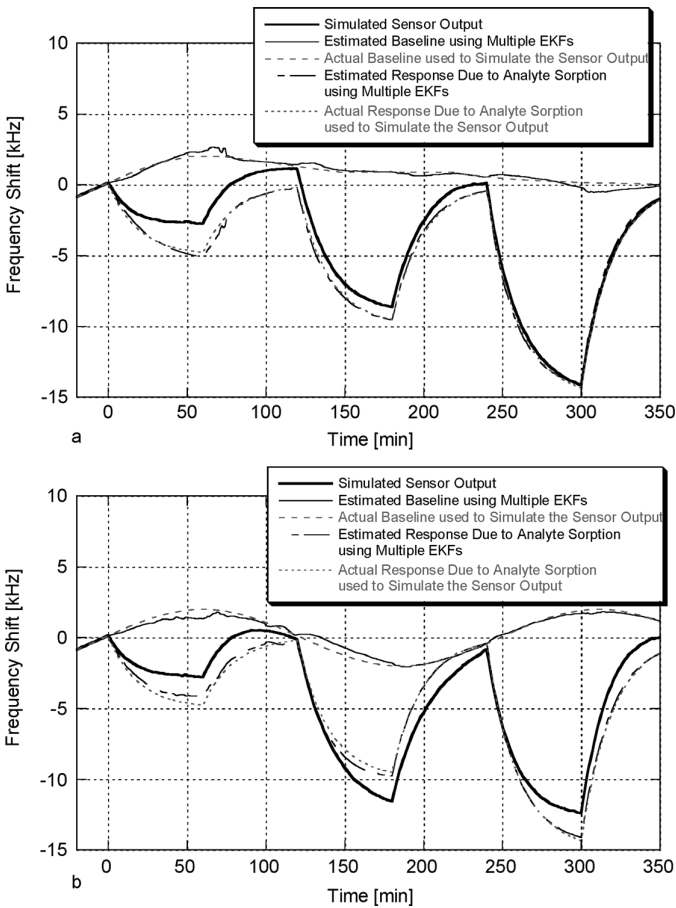 Simulated Sensor Output
Estimated Baseline using Multiple EKFs
Actual Baseline used to Simulate the Sensor Output
Estimated Response Due to Analyte Sorption
using Multiple EKFs
Actual Response Due to Analyte Sorption
used to Simulate the Sensor Output
Frequency Shift [kHz]
10
5
0
-5
-10
-15
0
50
100
150
200
250
300
350
a
Time [min]
Simulated Sensor Output
Estimated Baseline using Multiple EKFs
Actual Baseline used to Simulate the Sensor Output
Estimated Response Due to Analyte Sorption
using Multiple EKFs
Actual Response Due to Analyte Sorption
used to Simulate the Sensor Output
Frequency Shift [kHz]
10
5
0
-5
-10
-15
0
50
100
150
200
250
300
350
b
Time [min]